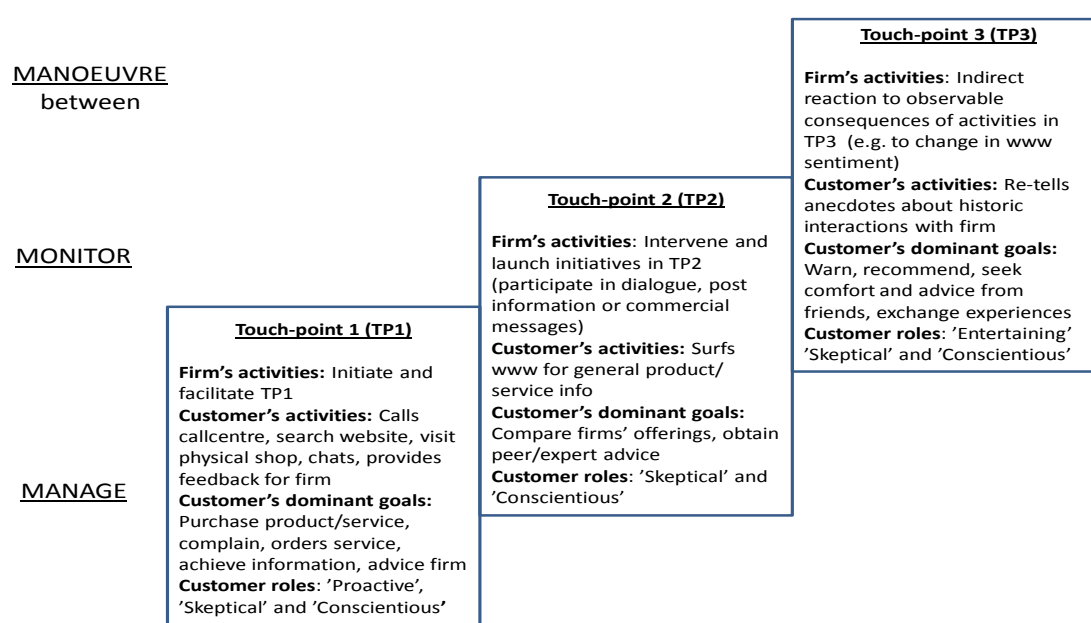 MANOEUVRE
between
MONITOR
MANAGE
Touch-point 1 (TP1)
Firm's activities: Initiate and
facilitate TP1
Customer's activities: Calls
callcentre, search website, visit
physical shop, chats, provides
feedback for firm
Customer's dominant goals:
Purchase product/service,
complain, orders service,
achieve information, advice firm
Customer roles: ’Proactive’,
’Skeptical’ and ’Conscientious’
Touch-point 2 (TP2)
Firm's activities: Intervene and
launch initiatives in TP2
(participate in dialogue, post
information or commercial
messages)
Customer's activities: Surfs
www for general product/
service info
Customer's dominant goals:
Compare firms’ offerings, obtain
peer/expert advice
Customer roles: ’Skeptical’ and
’Conscientious’
Touch-point 3 (TP3)
Firm's activities: Indirect
reaction to observable
consequences of activities in
TP3 (e.g. to change in www
sentiment)
Customer's activities: Re-tells
anecdotes about historic
interactions with firm
Customer's dominant goals:
Warn, recommend, seek
comfort and advice from
friends, exchange experiences
Customer roles: ’Entertaining’
’Skeptical’ and ’Conscientious’